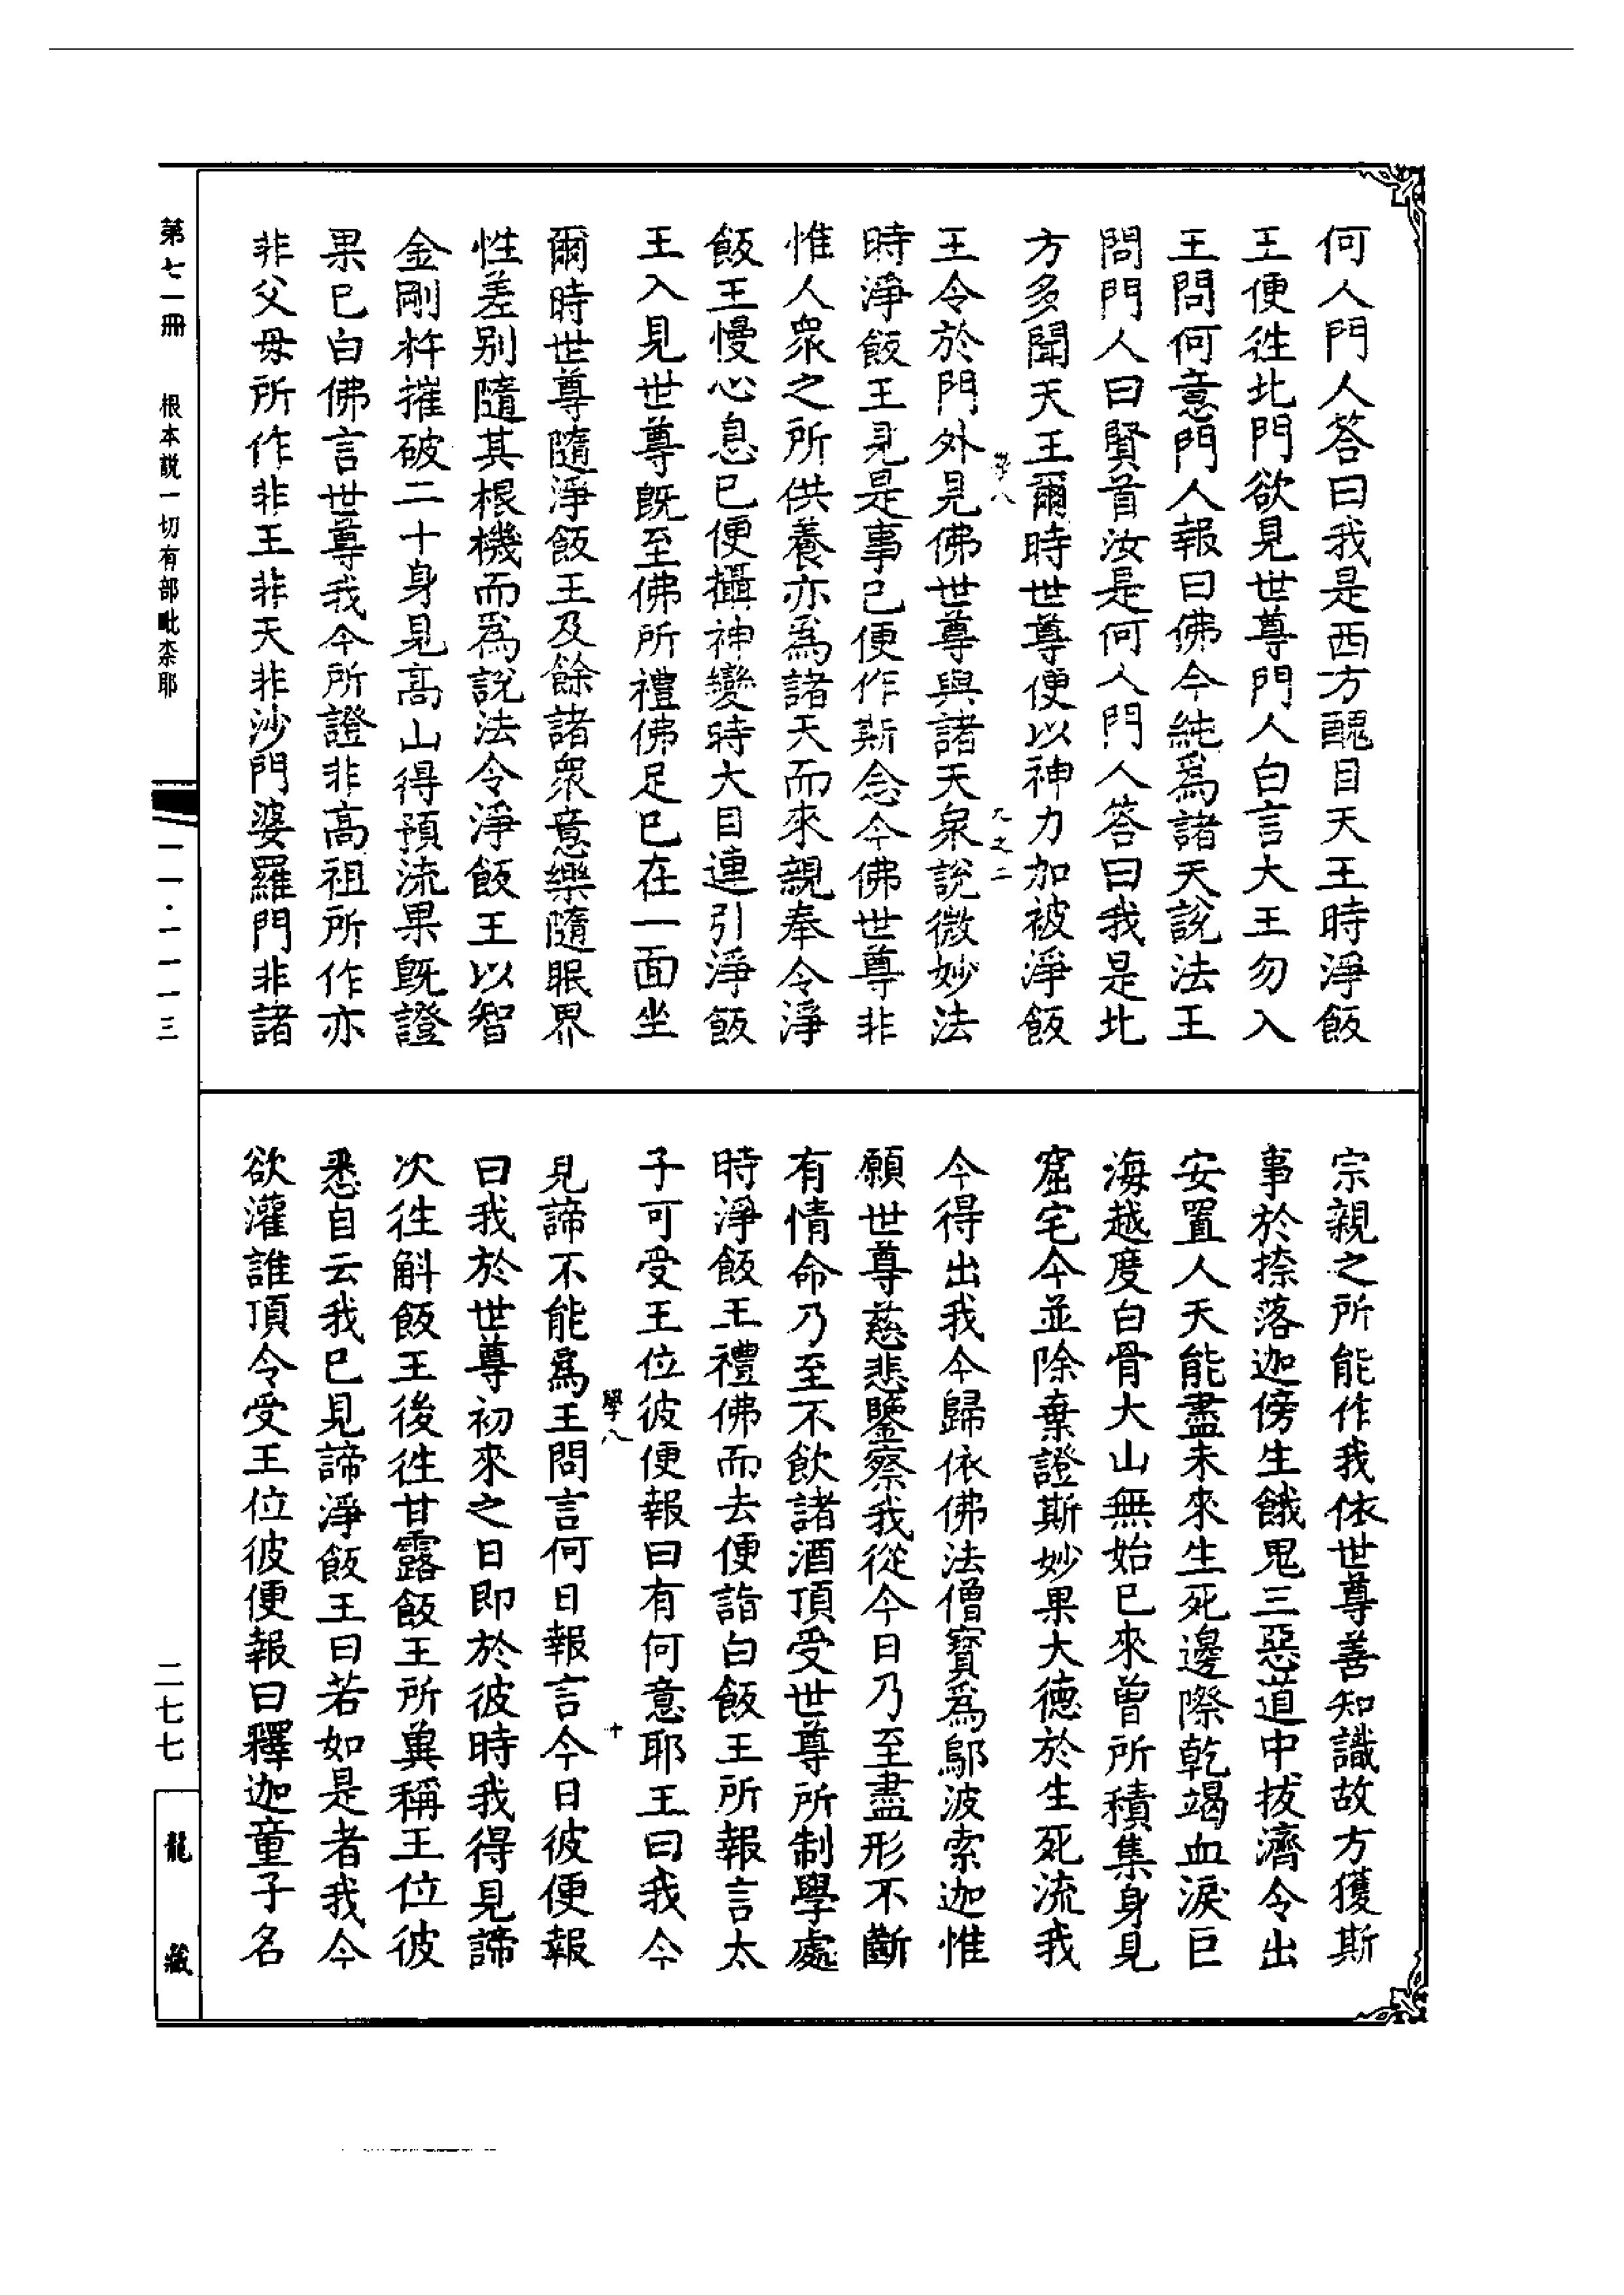 何人門人答曰我是西方醜目天王時淨飯
王便徃北門欲見世尊門人白言大王勿入
王問何意門人報曰佛今純爲諸天說法王
問門人曰賢首汝是何人門人答曰我是北
方多聞天王爾時世尊便以神力加被淨飯
學八
九之二
王令於門外見佛世尊與諸天衆說微妙法
時淨飯王見是事已便作斯念今佛世尊非
惟人衆之所供養亦爲諸天而來親奉令淨
飯王慢心息已便攝神變時大目連引淨飯
王入見世尊旣至佛所禮佛足已在一面坐
爾時世尊隨淨飯王及餘諸衆意樂隨眠界
性差别隨其根機而爲說法令淨飯王以智
金剛杵摧破二十身見高山得預流果旣證
果已白佛言世尊我今所證非高祖所作亦
非父母所作非王非天非沙門婆羅門非諸
宗親之所能作我依世尊善知識故方獲斯
事於捺落迦傍生餓鬼三惡道中拔濟令出
安置人天能盡未來生死邊際乾竭血淚巨
海越度白骨大山無始已來曾所積集身見
窟宅今並除棄證斯妙果大德於生死流我
今得出我今歸依佛法僧寳爲鄔波索迦惟
願世尊慈悲鑒察我從今日乃至盡形不斷
有情命乃至不飲諸酒頂受世尊所制學處
時淨飯王禮佛而去便詣白飯王所報言太
子可受王位彼便報曰有何意耶王曰我今
學八
十
見諦不能爲王問言何日報言今日彼便報
曰我於世尊初來之日即於彼時我得見諦
次徃斛飯王後徃甘露飯王所兾稱王位彼
悉自云我已見諦淨飯王曰若如是者我今
欲灌誰頂令受王位彼便報曰釋迦童子名
第七一冊
根本説一切有部毗柰耶
一一·一一一三
二七七
龍藏